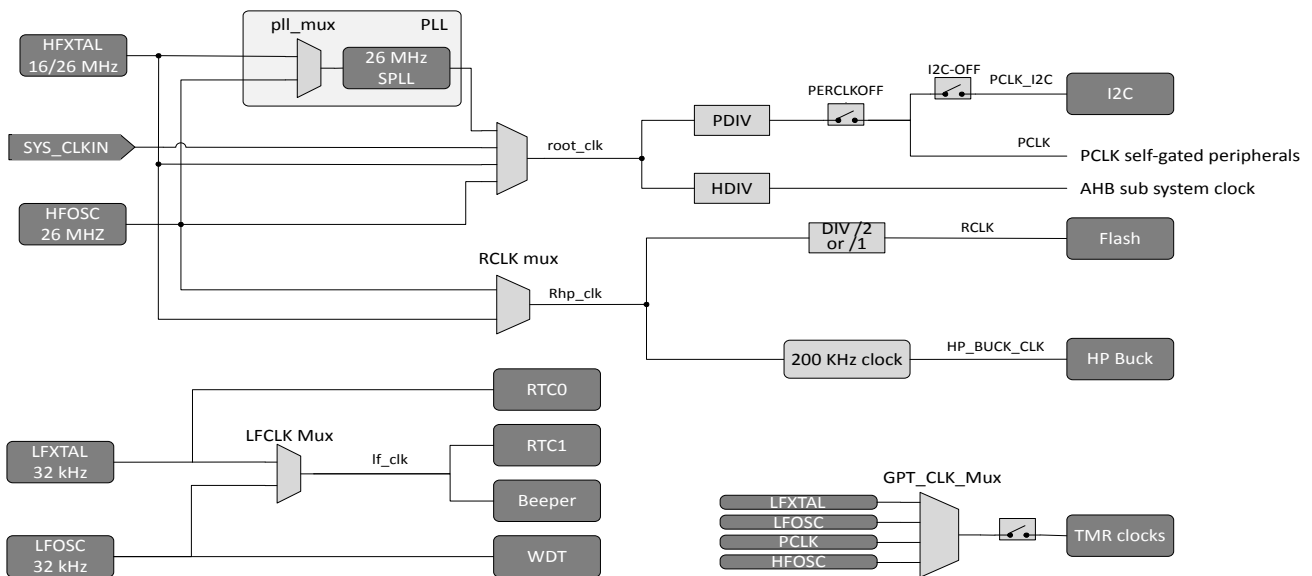 pll_mux
PLL
HFXTAL
16/26 MHz
26 MHz
SPLL
SYS_CLKIN
HFOSC
26 MHZ
root_clk
PDIV
HDIV
PERCLKOFF
I2C-OFF
PCLK_I2C
I2C
PCLK
PCLK self-gated peripherals
AHB sub system clock
RCLK mux
Rhp_clk
DIV /2
or /1
RCLK
Flash
200 KHz clock
HP_BUCK_CLK
HP Buck
RTC0
LFCLK Mux
LFXTAL
32 kHz
lf_clk
RTC1
Beeper
LFOSC
32 kHz
WDT
GPT_CLK_Mux
LFXTAL
LFOSC
PCLK
HFOSC
TMR clocks